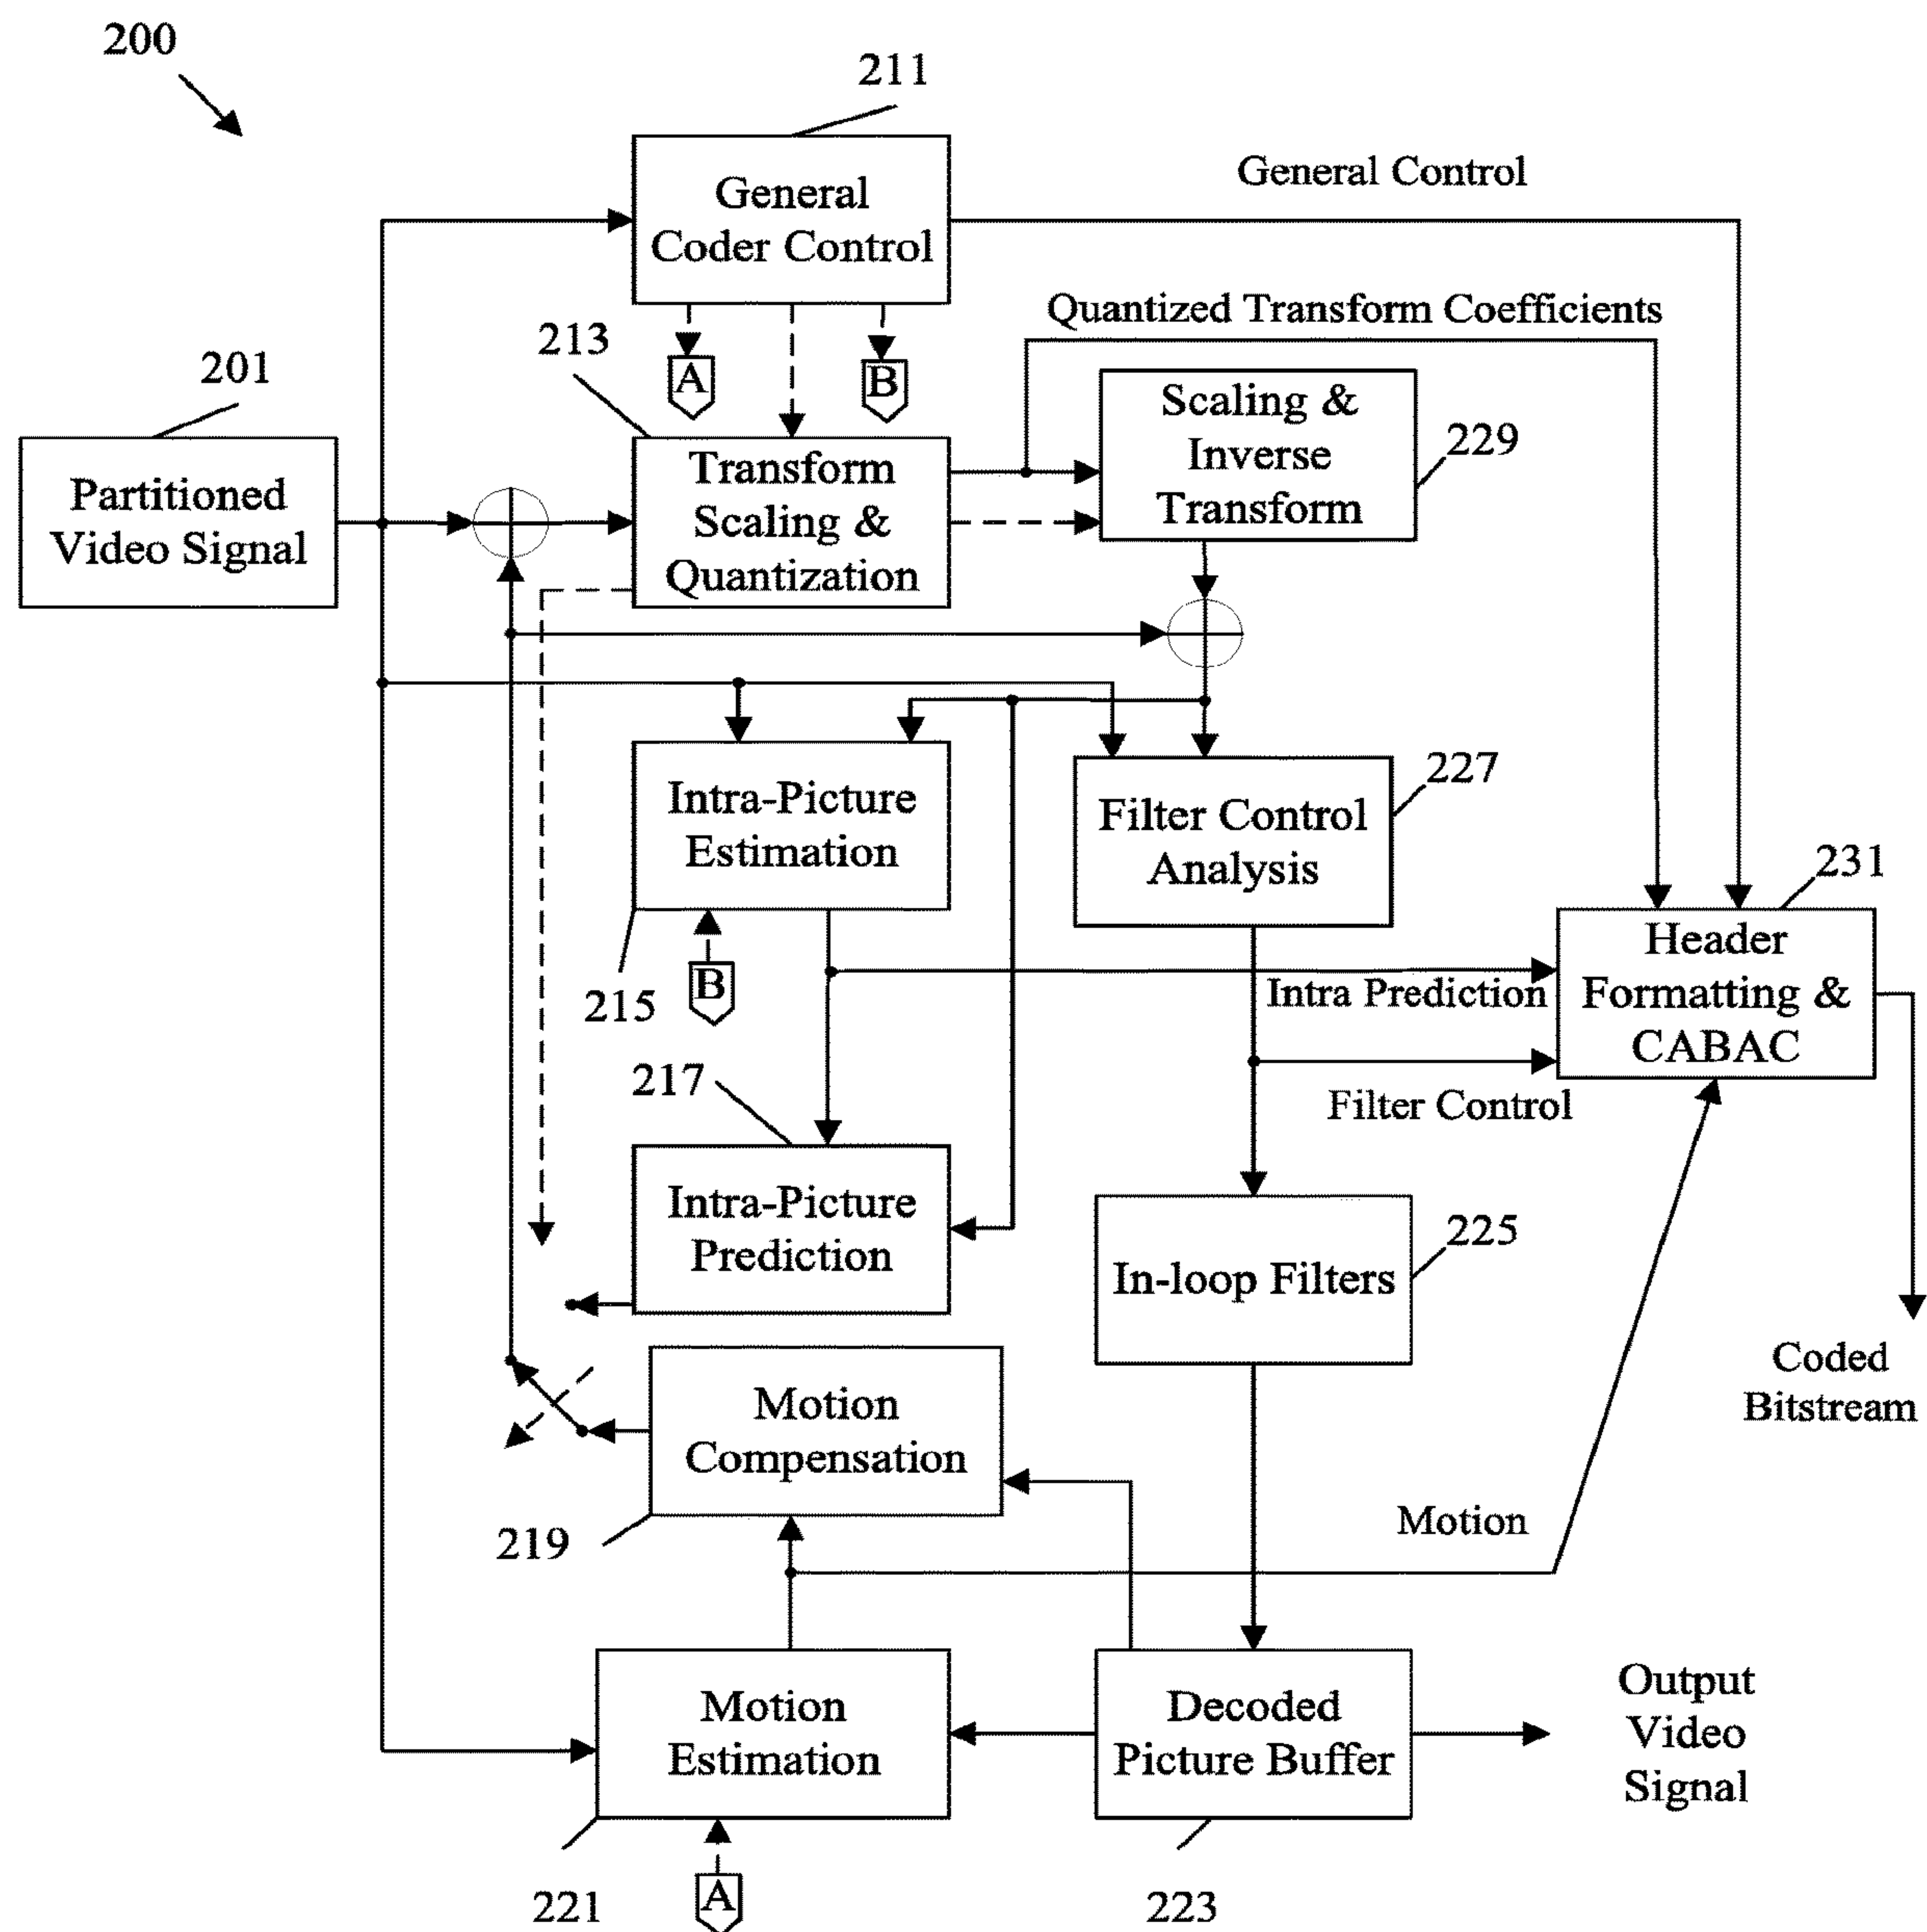 200
211
General
Coder Control
General Control
Quantized Transform Coefficients
213
A
B
201
Partitioned
Video Signal
Transform
Scaling &
Quantization
Scaling &
Inverse
Transform
229
Intra-Picture
Estimation
227
Filter Control
Analysis
231
Header
Formatting &
CABAC
215
B
Intra Prediction
217
Filter Control
Intra-Picture
Prediction
225
In-loop Filters
Coded
Bitstream
Motion
Compensation
219
Motion
Motion
Estimation
Decoded
Picture Buffer
Output
Video
Signal
221
A
223